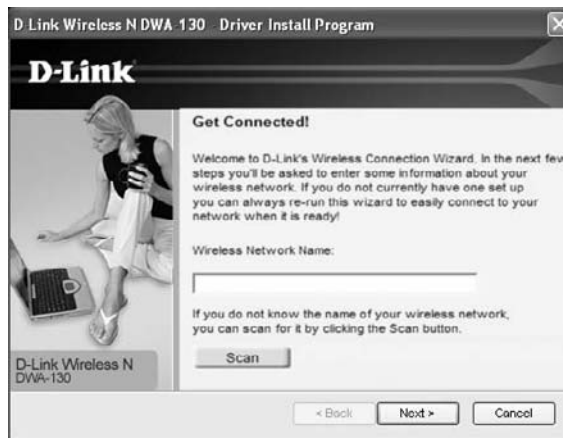 D-Link Wireless N DWA-130 - Driver Install Program
D-Link
Get Connected!
Welcome to D-Link's Wireless Connection Wizard. In the next few
steps you'll be asked to enter some information about your
wireless network. If you do not currently have one set up
you can always re-run this wizard to easily connect to your
network when it is ready!
Wireless Network Name:
If you do not know the name of your wireless network,
you can scan for it by clicking the Scan button.
Scan
D-Link Wireless N
DWA-130
< Back
Next >
Cancel